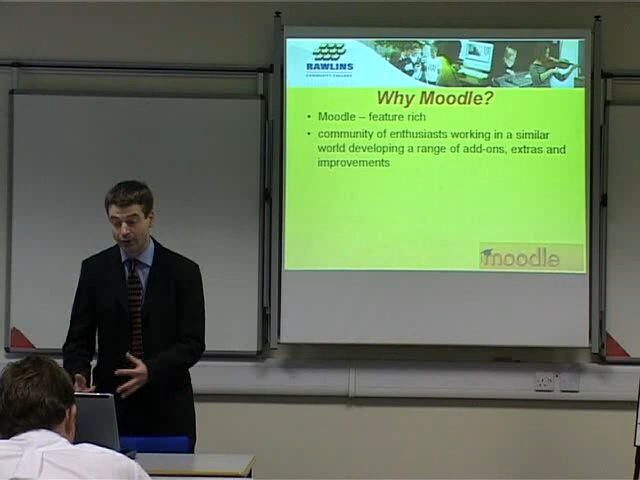 RAWLINS
COMMUNITY COLLEGE
Why Moodle?
• Moodle – feature rich
• community of enthusiasts working in a similar
world developing a range of add-ons, extras and
improvements
moodle